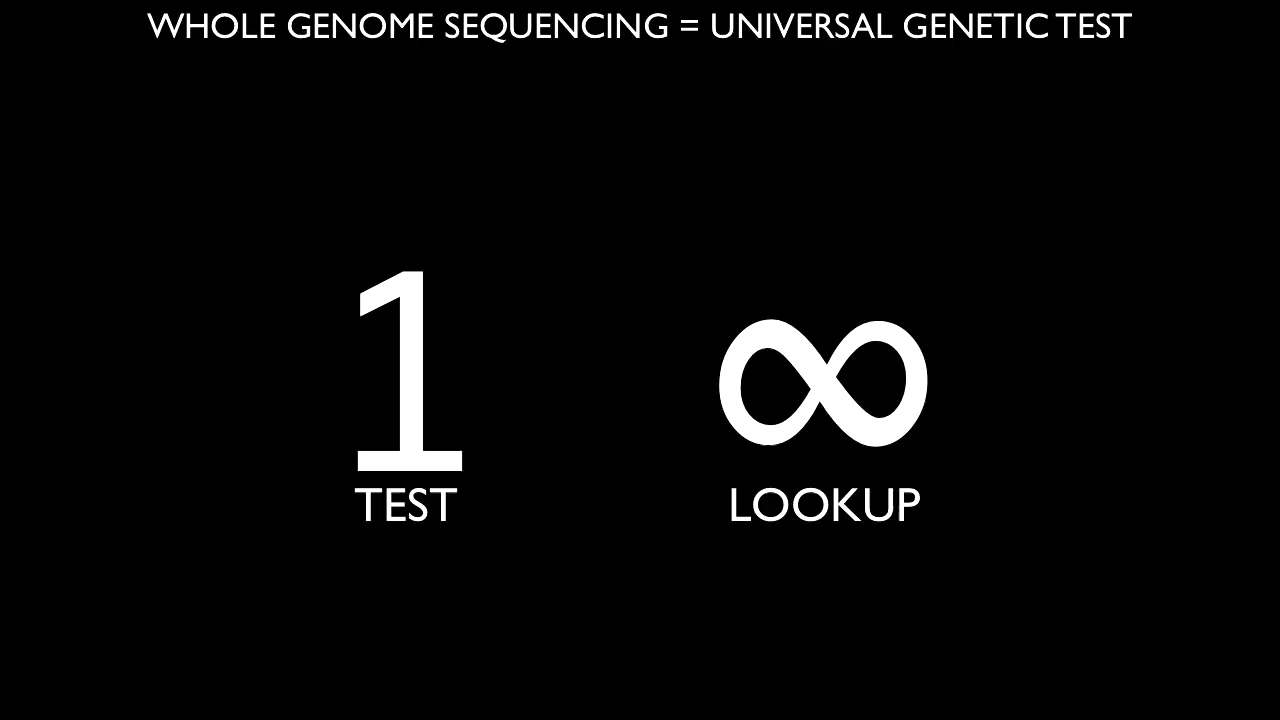 WHOLE GENOME SEQUENCING = UNIVERSAL GENETIC TEST
1 ∞
TEST LOOKUP